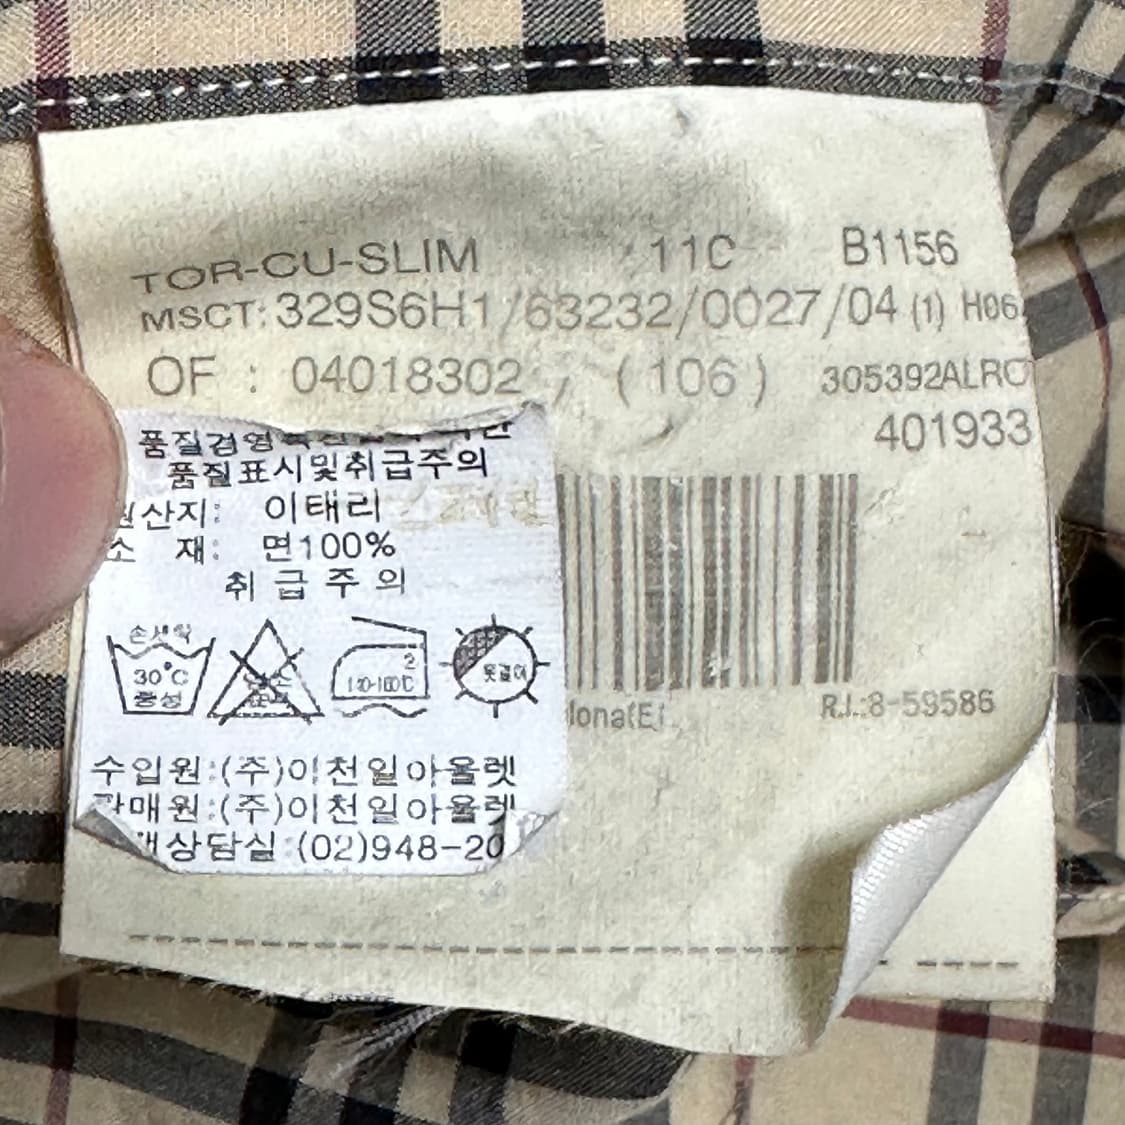 TOR-CU-SLIM 11C B1156
MSCT: 329S6H1/63232/0027/04 (1) H06
OF : 04018302 / (106) 305392ALRC
401933
품질표시및취급주의
원산지: 이태리
소 재: 면100%
취급주의
손세탁
30°C
중성
2
옷걸이
lona(E).
R.I.:8-59586
수입원:(주)이천일아울렛
판매원:(주)이천일아울렛
상담실:(02)948-20